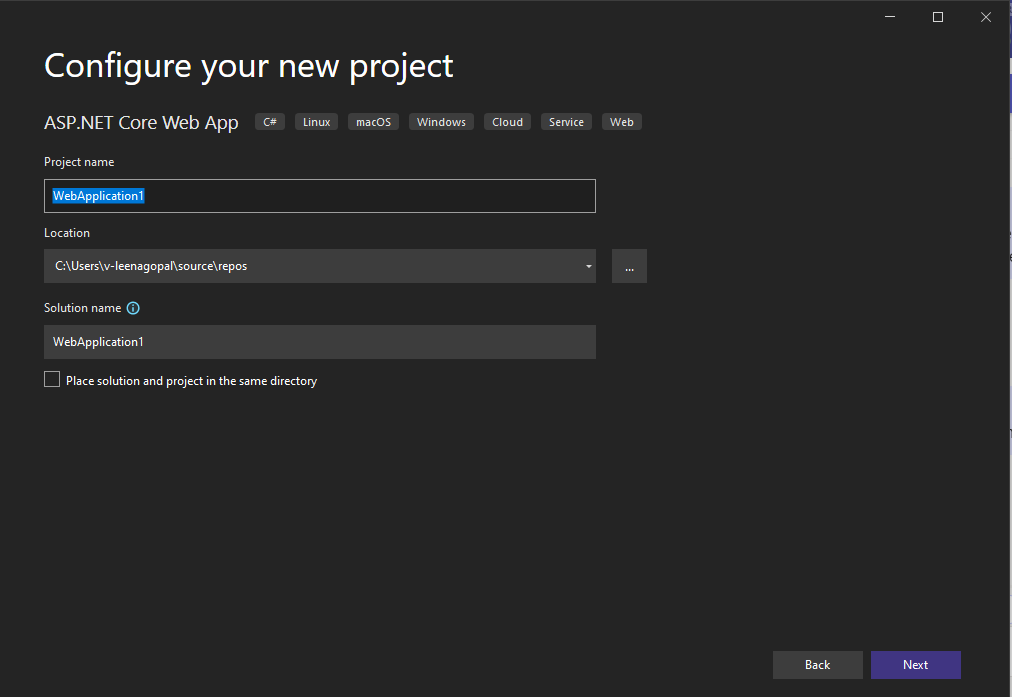 Configure your new project
ASP.NET Core Web App C# Linux macOS Windows Cloud Service Web
Project name
WebApplication1
Location
C:\Users\v-leenagopal\source\repos
...
Solution name
WebApplication1
Place solution and project in the same directory
Back Next